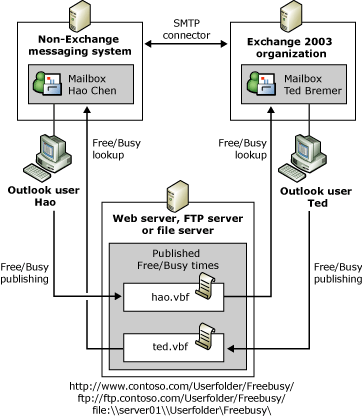 Non-Exchange
messaging system
SMTP
connector
Exchange 2003
organization
Mailbox
Hao Chen
Mailbox
Ted Bremer
Free/Busy
lookup
Free/Busy
lookup
Outlook user
Hao
Outlook user
Ted
Web server, FTP server
or file server
Free/Busy
publishing
Published
Free/Busy times
Free/Busy
publishing
hao.vbf
ted.vbf
http://www.contoso.com/Userfolder/Freebusy/
ftp://ftp.contoso.com/Userfolder/Freebusy/
file:\\server01\\Userfolder\Freebusy\